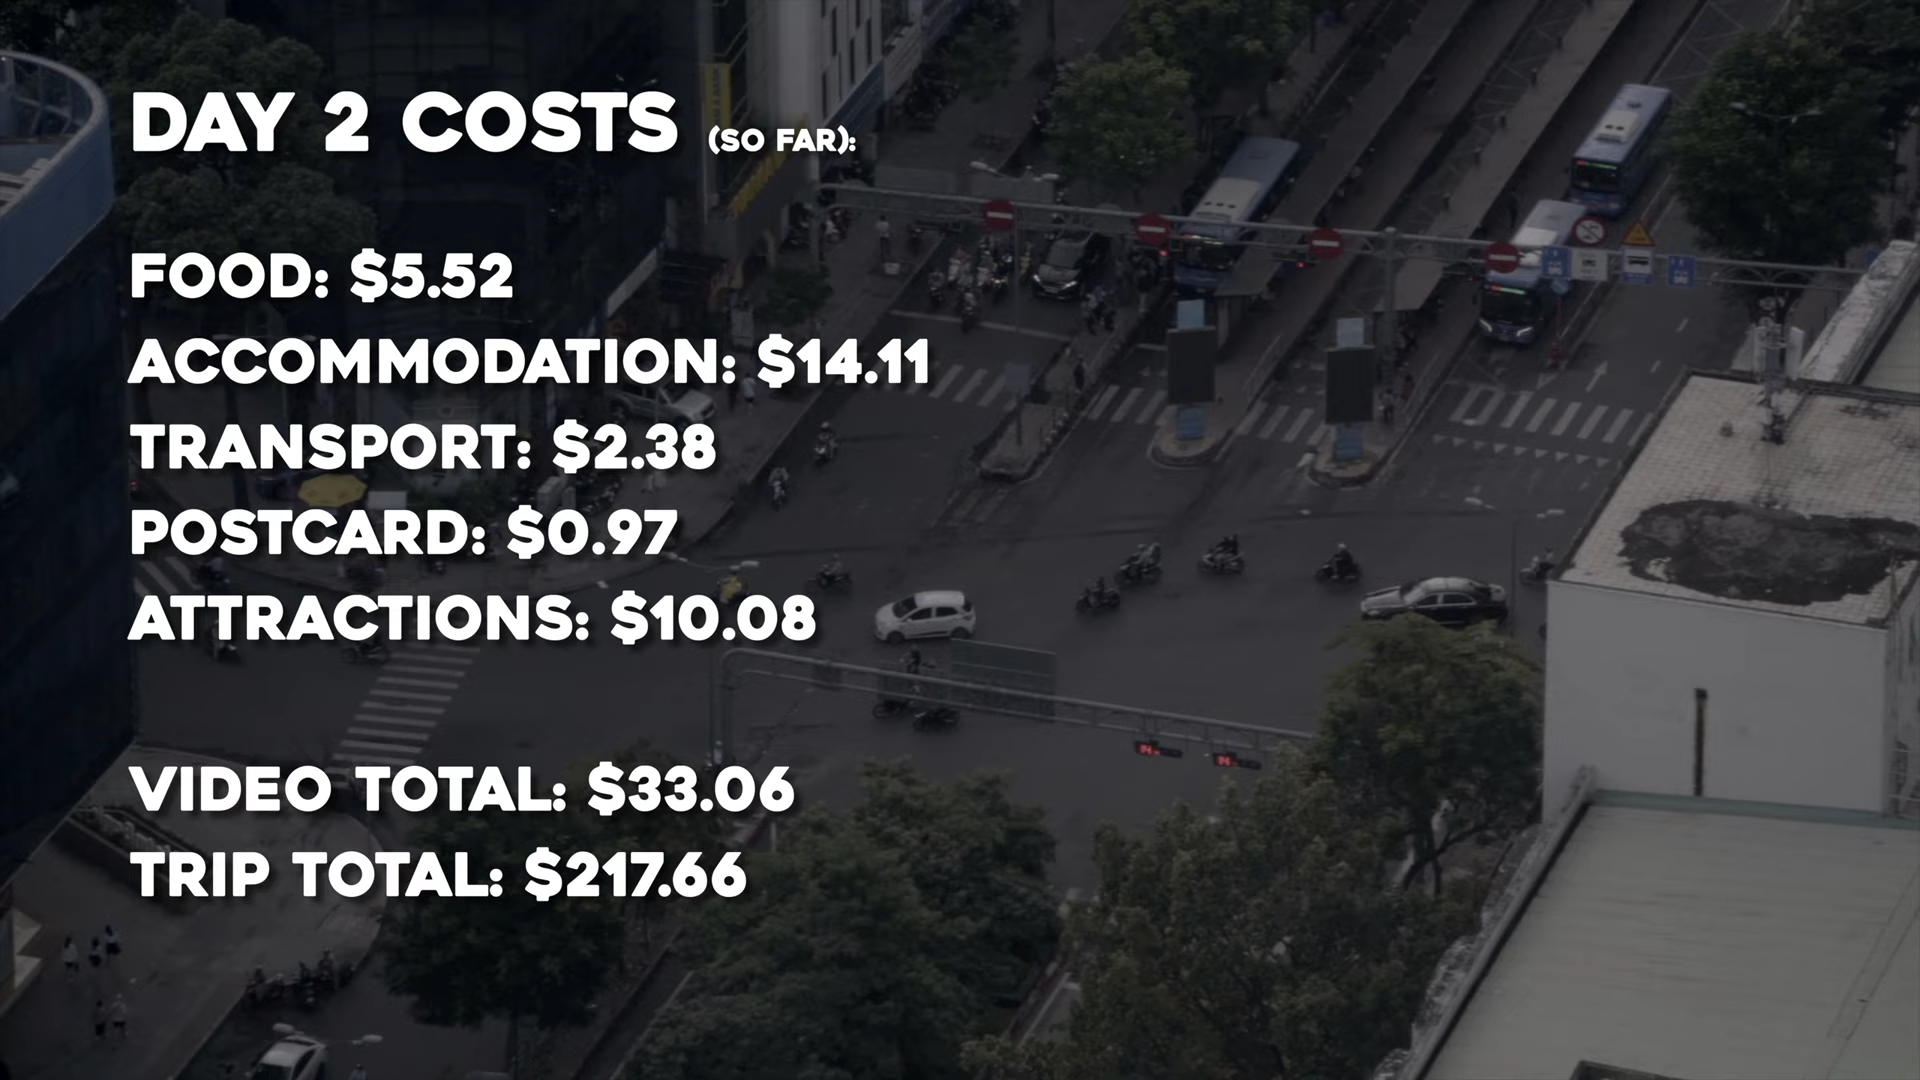 DAY 2 COSTS (SO FAR):
FOOD: $5.52
ACCOMMODATION: $14.11
TRANSPORT: $2.38
POSTCARD: $0.97
ATTRACTIONS: $10.08
VIDEO TOTAL: $33.06
TRIP TOTAL: $217.66